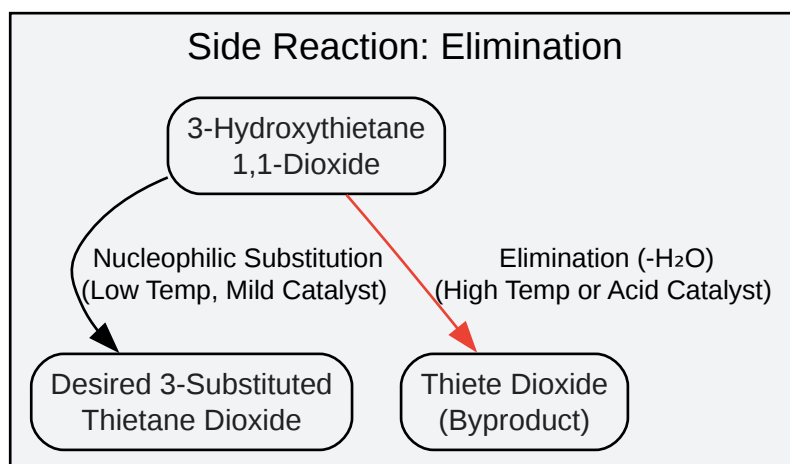 Side Reaction: Elimination
3-Hydroxythietane
1,1-Dioxide
Nucleophilic Substitution
(Low Temp, Mild Catalyst)
Elimination (-H₂O)
(High Temp or Acid Catalyst)
Desired 3-Substituted
Thietane Dioxide
Thiete Dioxide
(Byproduct)